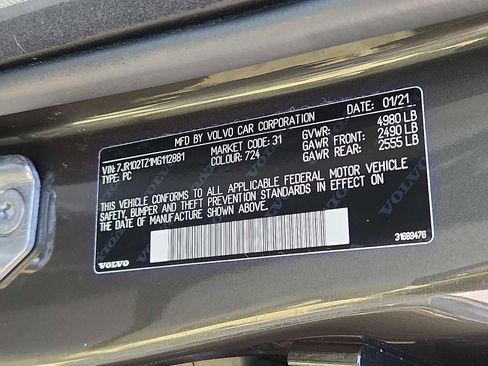 MFD BY VOLVO CAR CORPORATION DATE: 01/21
VIN: 7JR102TZ1MG112881 MARKET CODE: 31 GVWR: 4980 LB
TYPE: PC COLOUR: 724 GAWR FRONT: 2490 LB
GAWR REAR: 2555 LB
THIS VEHICLE CONFORMS TO ALL APPLICABLE FEDERAL MOTOR VEHICLE
SAFETY, BUMPER AND THEFT PREVENTION STANDARDS IN EFFECT ON
THE DATE OF MANUFACTURE SHOWN ABOVE.
VOLVO 31689476